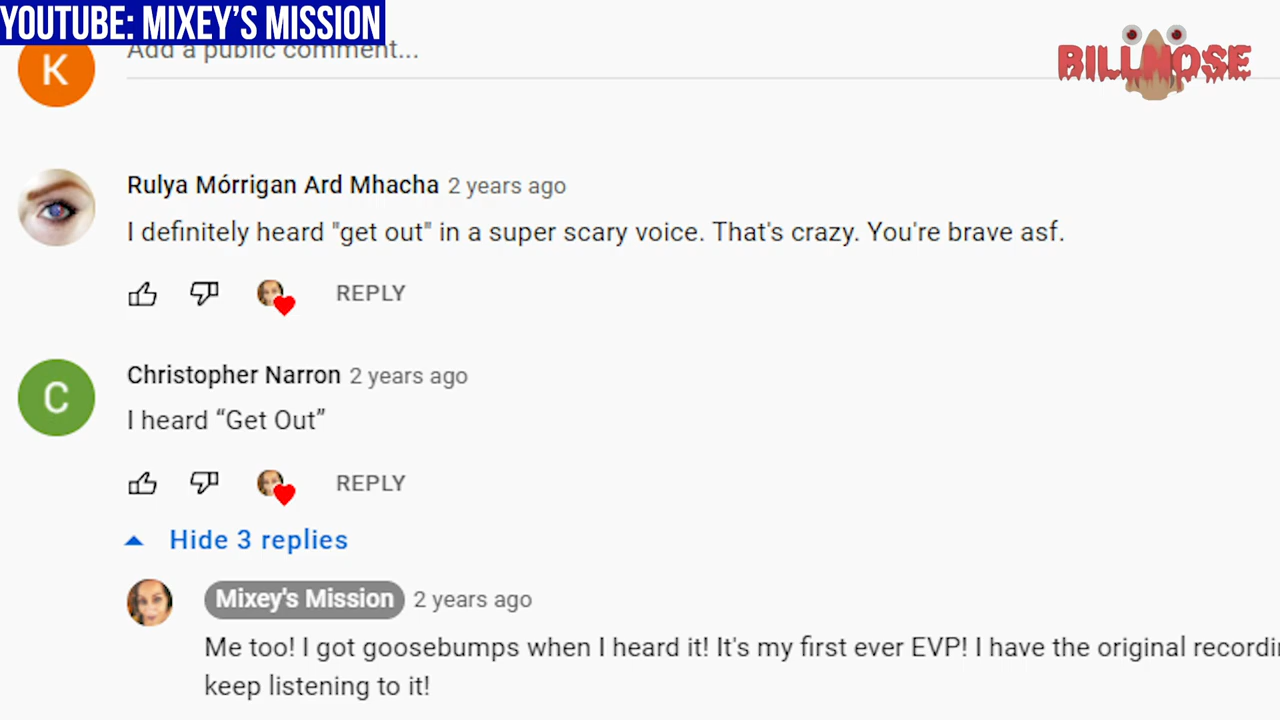 YOUTUBE: MIXEY'S MISSION
Add a public comment...
K
BILLNOSE
Rulya Mórrigan Ard Mhacha 2 years ago
I definitely heard "get out" in a super scary voice. That's crazy. You're brave asf.
REPLY
Christopher Narron 2 years ago
C
I heard “Get Out”
REPLY
Hide 3 replies
Mixey's Mission 2 years ago
Me too! I got goosebumps when I heard it! It's my first ever EVP! I have the original
keep listening to it!